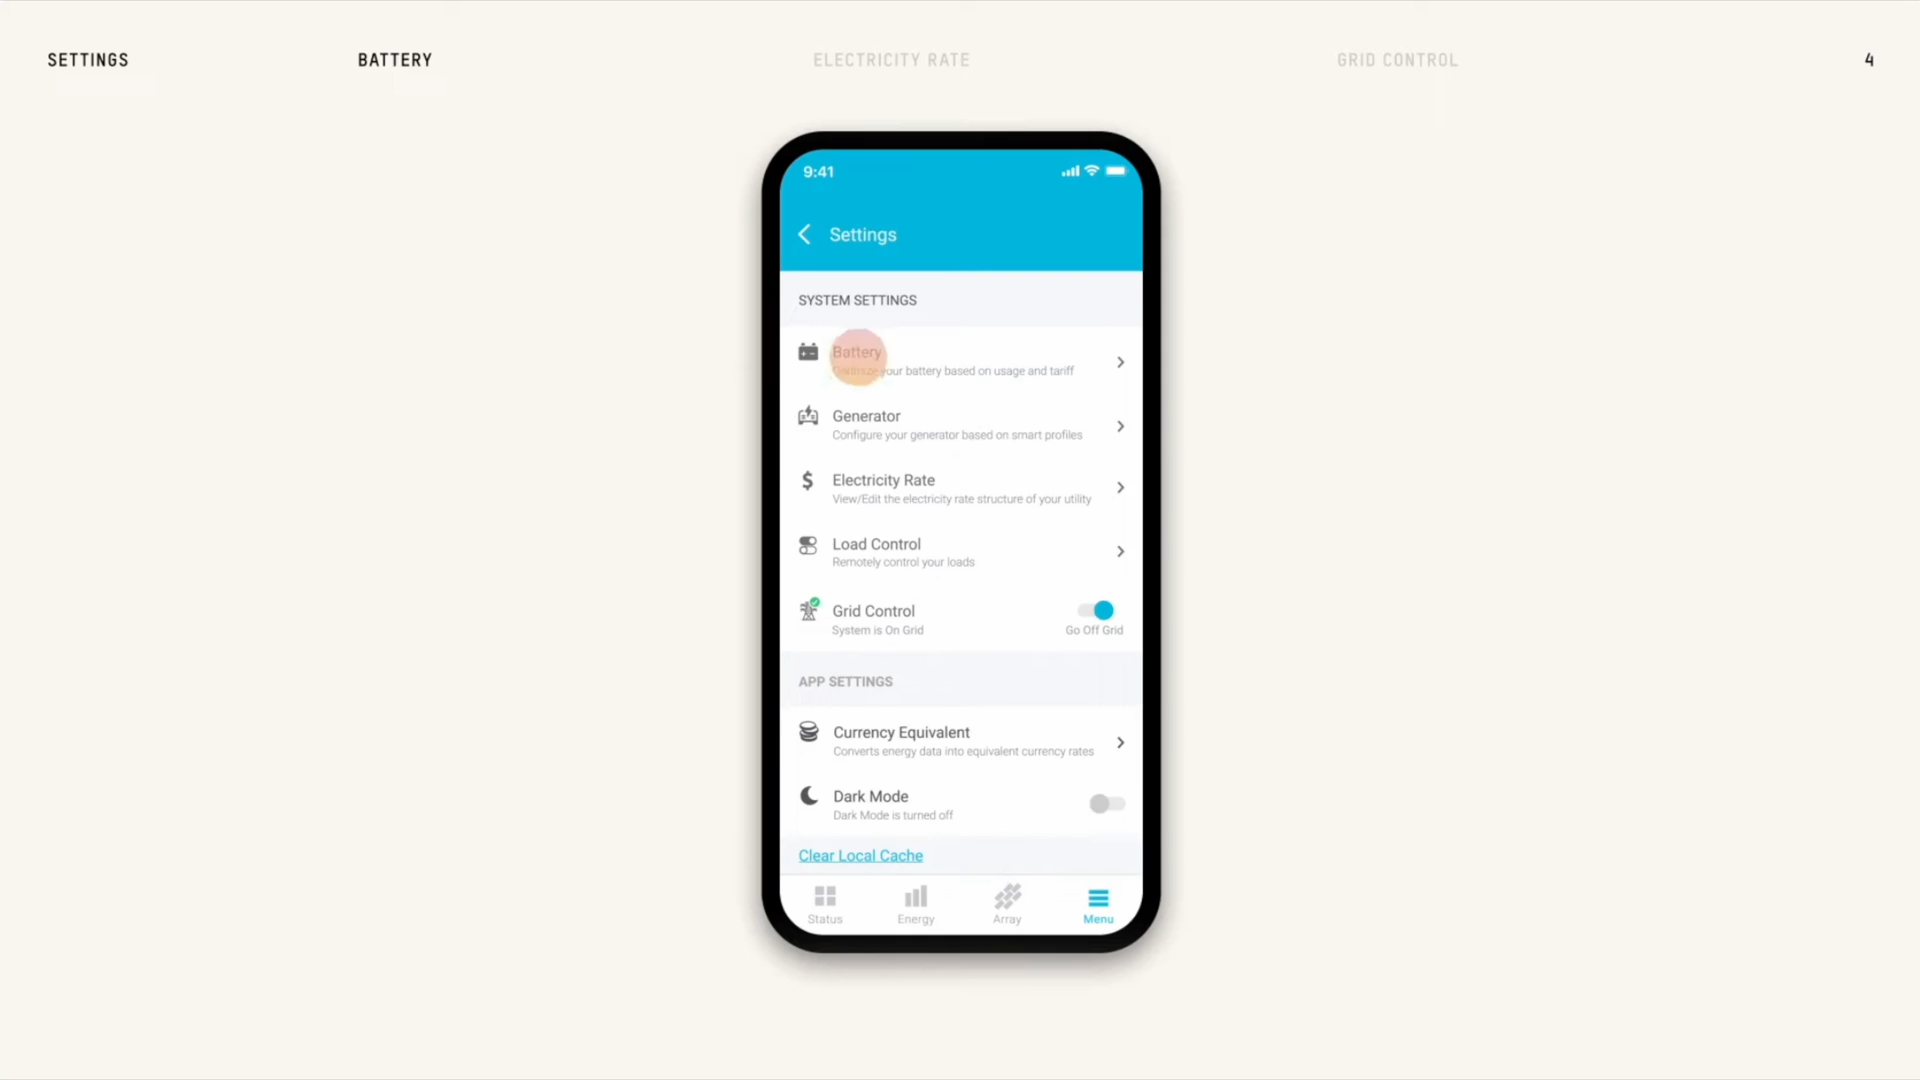 SETTINGS BATTERY ELECTRICITY RATE GRID CONTROL 4
9:41
Settings
SYSTEM SETTINGS
Battery
your battery based on usage and tariff
Generator
Configure your generator based on smart profiles
Electricity Rate
View/Edit the electricity rate structure of your utility
Load Control
Remotely control your loads
Grid Control
System is On Grid
Go Off Grid
APP SETTINGS
Currency Equivalent
Converts energy data into equivalent currency rates
Dark Mode
Dark Mode is turned off
Clear Local Cache
Status Energy Array Menu